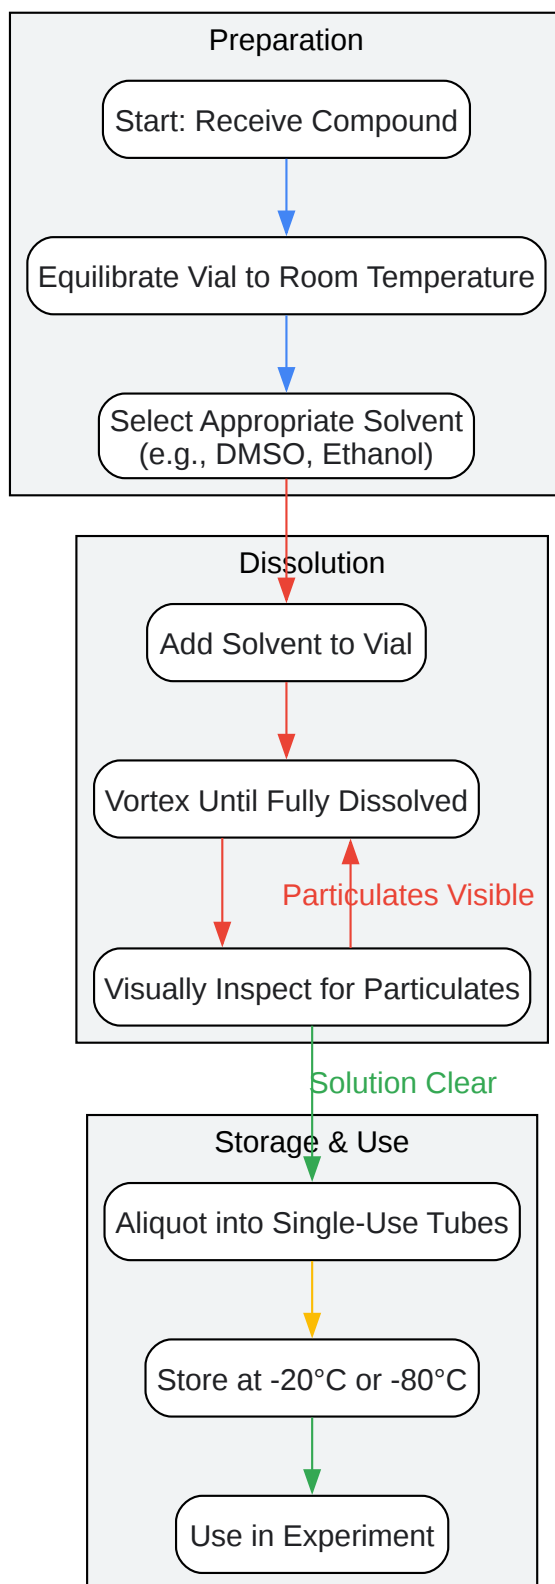 Preparation
Start: Receive Compound
Equilibrate Vial to Room Temperature
Select Appropriate Solvent
(e.g., DMSO, Ethanol)
Dissolution
Add Solvent to Vial
Vortex Until Fully Dissolved
Particulates Visible
Visually Inspect for Particulates
Solution Clear
Storage & Use
Aliquot into Single-Use Tubes
Store at -20°C or -80°C
Use in Experiment